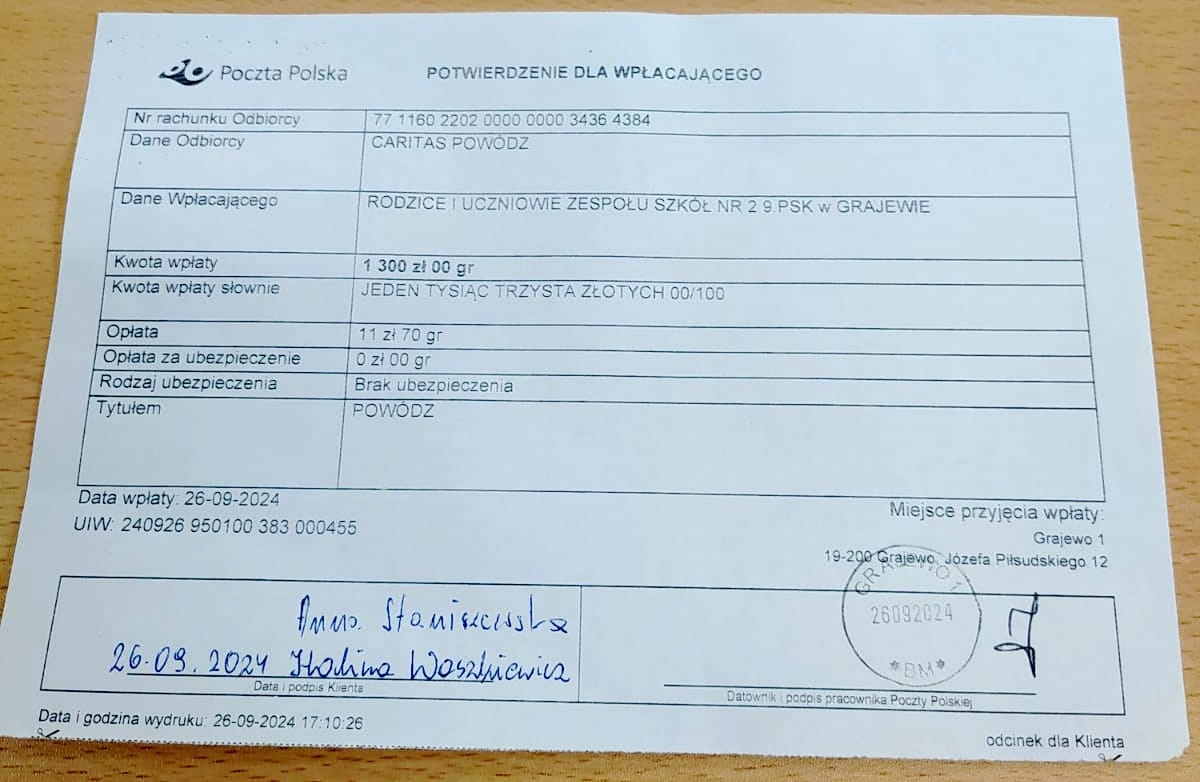 Poczta Polska
POTWIERDZENIE DLA WPŁACAJĄCEGO
Nr rachunku Odbiorcy 77 1160 2202 0000 0000 3436 4384
Dane Odbiorcy CARITAS POWÓDZ
Dane Wpłacającego RODZICE I UCZNIOWIE ZESPOŁU SZKÓŁ NR 2 9.PSK w GRAJEWIE
Kwota wpłaty 1 300 zł 00 gr
Kwota wpłaty słownie JEDEN TYSIĄC TRZYSTA ZŁOTYCH 00/100
Opłata 11 zł 70 gr
Opłata za ubezpieczenie 0 zł 00 gr
Rodzaj ubezpieczenia Brak ubezpieczenia
Tytułem POWÓDZ
Data wpłaty: 26-09-2024
UIW: 240926 950100 383 000455
Miejsce przyjęcia wpłaty:
Grajewo 1
19-200 Grajewo, Józefa Piłsudskiego 12
Anna Staniszewska
26.09.2024 Halina Waszkiewicz
Data i podpis Klienta
GRAJEWO 1
26092024
*BM*
Datownik i podpis pracownika Poczty Polskiej
Data i godzina wydruku: 26-09-2024 17:10:26
odcinek dla Klienta